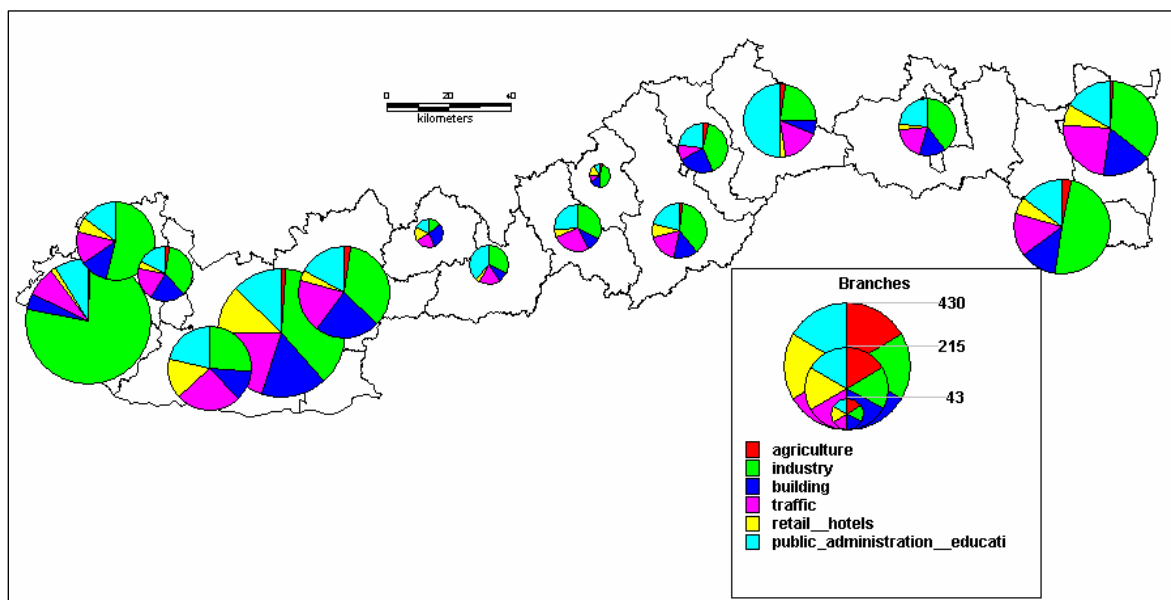 0 20 40
kilometers
Branches
430
215
43
agriculture
industry
building
traffic
retail__hotels
public_administration__educati